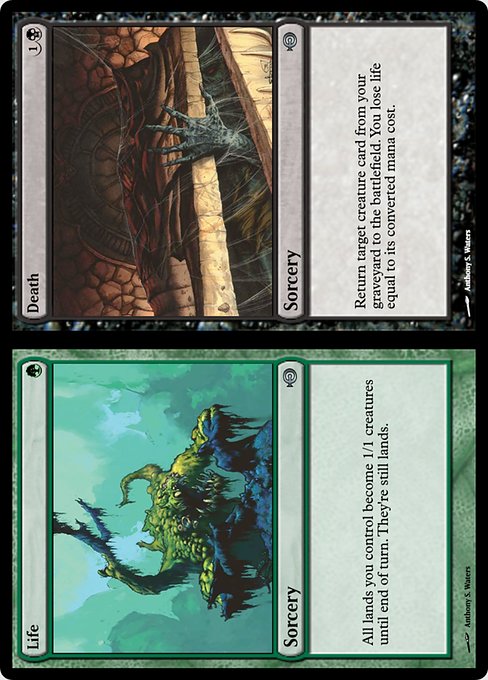 Life
Sorcery
All lands you control become 1/1 creatures
until end of turn. They're still lands.
Anthony S. Waters
Death
1
Sorcery
Return target creature card from your
graveyard to the battlefield. You lose life
equal to its converted mana cost.
Anthony S. Waters